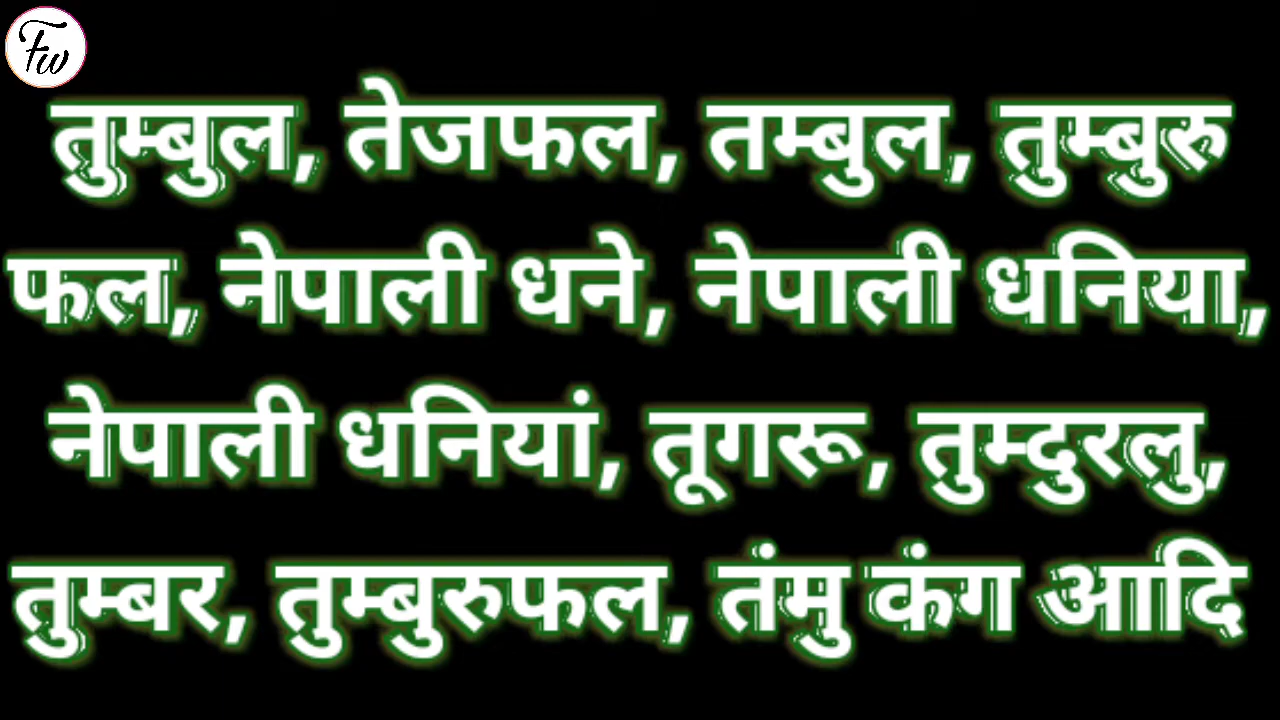 Fw
तुम्बुल, तेजफल, तम्बुल, तुम्बुरु
फल, नेपाली धने, नेपाली धनिया,
नेपाली धनियां, तूगरू, तुम्दुरलु,
तुम्बर, तुम्बुरुफल, तंमु कंग आदि